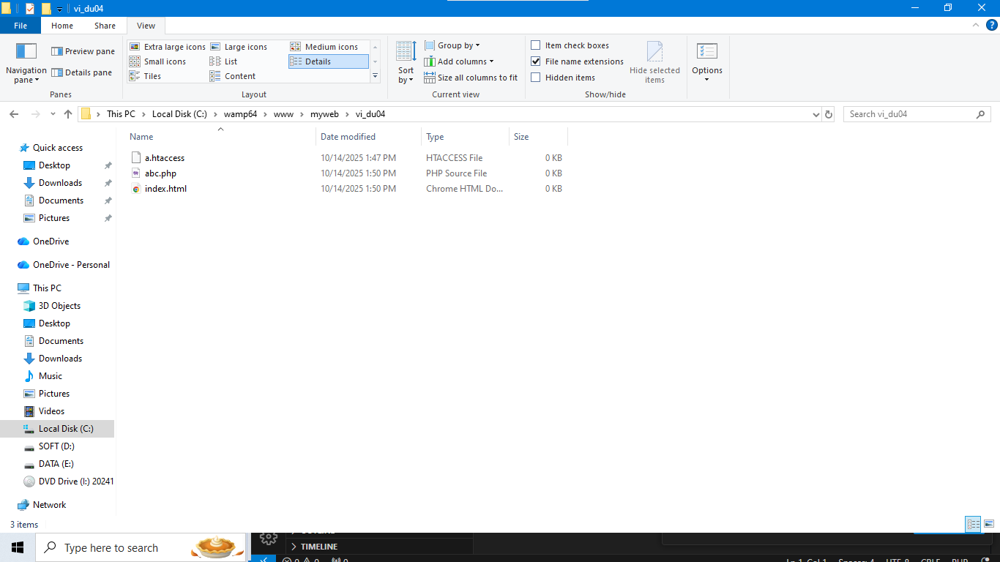 vi_du04
File Home Share View
Navigation pane
Preview pane
Details pane
Panes
Extra large icons Large icons Medium icons
Small icons List Details
Tiles Content
Layout
Sort by
Group by
Add columns
Size all columns to fit
Current view
Item check boxes
File name extensions
Hidden items
Hide selected items
Show/hide
Options
This PC > Local Disk (C:) > wamp64 > www > myweb > vi_du04
Search vi_du04
Name Date modified Type Size
a.htaccess 10/14/2025 1:47 PM HTACCESS File 0 KB
abc.php 10/14/2025 1:50 PM PHP Source File 0 KB
index.html 10/14/2025 1:50 PM Chrome HTML Do... 0 KB
Quick access
Desktop
Downloads
Documents
Pictures
OneDrive
OneDrive - Personal
This PC
3D Objects
Desktop
Documents
Downloads
Music
Pictures
Videos
Local Disk (C:)
SOFT (D:)
DATA (E:)
DVD Drive (I:) 20241
Network
3 items
Type here to search
TIMELINE